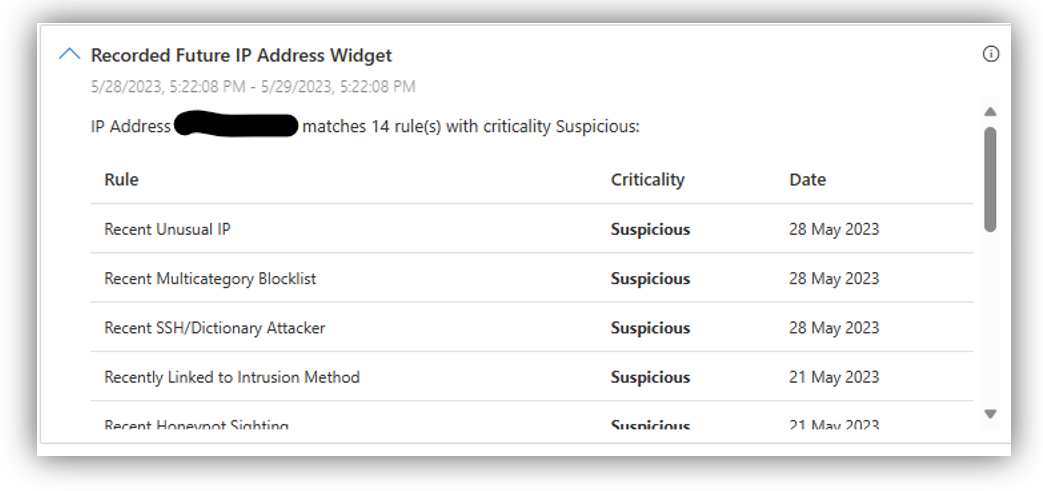 Recorded Future IP Address Widget
5/28/2023, 5:22:08 PM - 5/29/2023, 5:22:08 PM
IP Address matches 14 rule(s) with criticality Suspicious:
Rule Criticality Date
Recent Unusual IP Suspicious 28 May 2023
Recent Multicategory Blocklist Suspicious 28 May 2023
Recent SSH/Dictionary Attacker Suspicious 28 May 2023
Recently Linked to Intrusion Method Suspicious 21 May 2023
Recent Honeypot Sighting Suspicious 21 May 2023